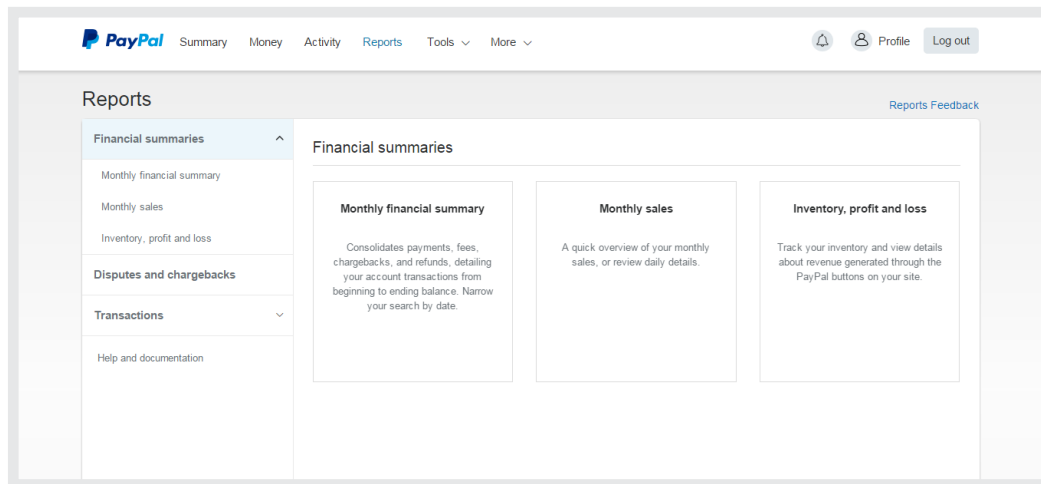 PayPal Summary Money Activity Reports Tools More Profile Log out
Reports
Reports Feedback
Financial summaries
Monthly financial summary
Monthly sales
Inventory, profit and loss
Disputes and chargebacks
Transactions
Help and documentation
Financial summaries
Monthly financial summary
Consolidates payments, fees,
chargebacks, and refunds, detailing
your account transactions from
beginning to ending balance. Narrow
your search by date.
Monthly sales
A quick overview of your monthly
sales, or review daily details.
Inventory, profit and loss
Track your inventory and view details
about revenue generated through the
PayPal buttons on your site.